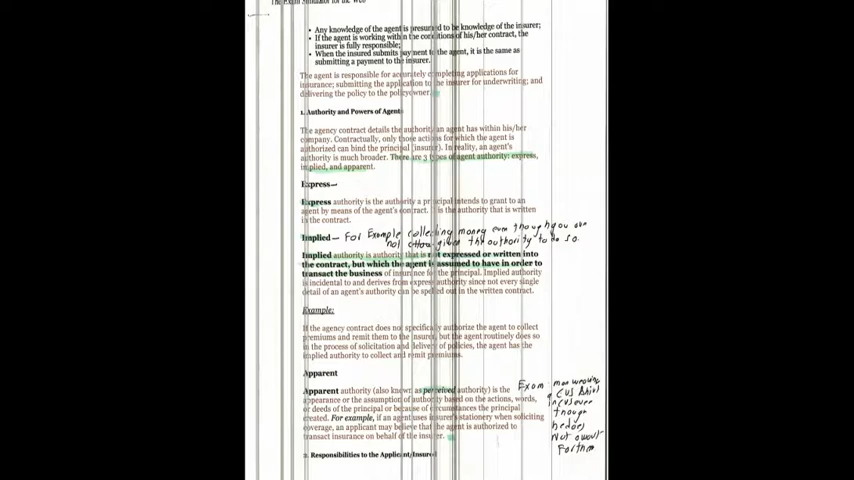 The Exam Simulator for the Web
• Any knowledge of the agent is presumed to be knowledge of the insurer;
• If the agent is working within the conditions of his/her contract, the
insurer is fully responsible;
• When the insured submits payment to the agent, it is the same as
submitting a payment to the insurer.
The agent is responsible for accurately completing applications for
insurance; submitting the application to the insurer for underwriting; and
delivering the policy to the policyowner.
1. Authority and Powers of Agent
The agency contract details the authority an agent has within his/her
company. Contractually, only those actions for which the agent is
authorized can bind the principal (insurer). In reality, an agent's
authority is much broader. There are 3 types of agent authority: express,
implied, and apparent.
Express—
Express authority is the authority a principal intends to grant to an
agent by means of the agent's contract. It is the authority that is written
in the contract.
Implied — For Example collecting money even though you are
not given the authority to do so.
Implied authority is authority that is not expressed or written into
the contract, but which the agent is assumed to have in order to
transact the business of insurance for the principal. Implied authority
is incidental to and derives from express authority since not every single
detail of an agent's authority can be spelled out in the written contract.
Example:
If the agency contract does not specifically authorize the agent to collect
premiums and remit them to the insurer, but the agent routinely does so
in the process of solicitation and delivery of policies, the agent has the
implied authority to collect and remit premiums.
Apparent
Apparent authority (also known as perceived authority) is the
appearance or the assumption of authority based on the actions, words,
or deeds of the principal or because of circumstances the principal
created. For example, if an agent uses insurer's stationery when soliciting
coverage, an applicant may believe that the agent is authorized to
transact insurance on behalf of the insurer.
Exam man wearing
a CVS shirt
in CVS even
though
he does
Not
for them
2. Responsibilities to the Applicant/Insured